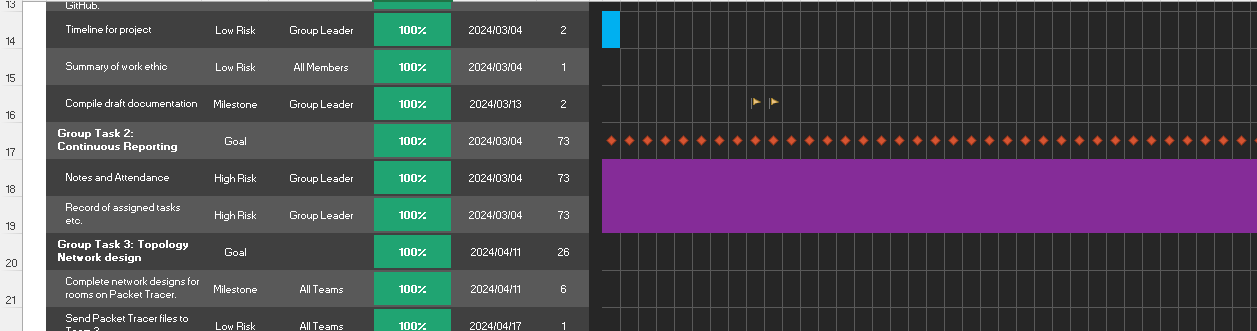 13
GitHub.
14
Timeline for project Low Risk Group Leader 100% 2024/03/04 2
15
Summary of work ethic Low Risk All Members 100% 2024/03/04 1
16
Compile draft documentation Milestone Group Leader 100% 2024/03/13 2
17
Group Task 2:
Continuous Reporting Goal 100% 2024/03/04 73
18
Notes and Attendance High Risk Group Leader 100% 2024/03/04 73
19
Record of assigned tasks
etc. High Risk Group Leader 100% 2024/03/04 73
20
Group Task 3: Topology
Network design Goal 100% 2024/04/11 26
21
Complete network designs for
rooms on Packet Tracer. Milestone All Teams 100% 2024/04/11 6
Send Packet Tracer files to
Team 3 Low Risk All Teams 100% 2024/04/17 1